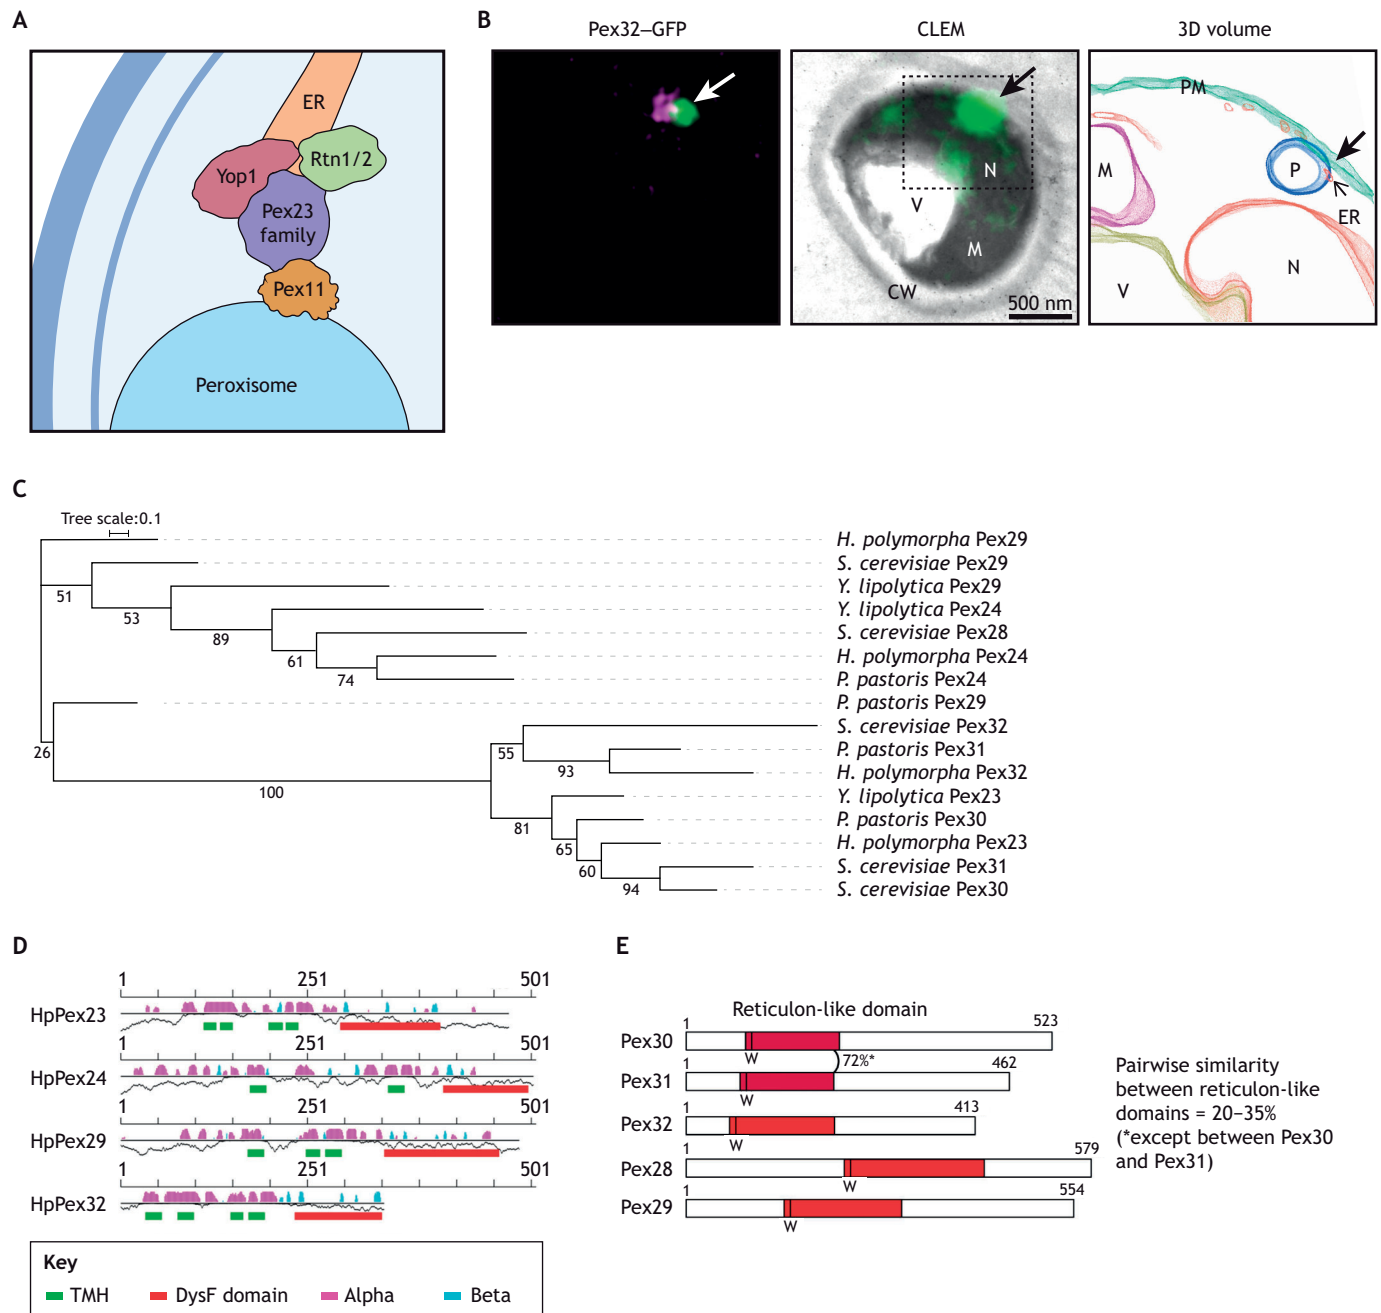 A
ER
Yop1
Rtn1/2
Pex23
family
Pex11
Peroxisome
B
Pex32–GFP
CLEM
3D volume
N
V
M
CW
500 nm
PM
M
P
ER
N
V
C
Tree scale:0.1
H. polymorpha Pex29
S. cerevisiae Pex29
51
Y. lipolytica Pex29
53
Y. lipolytica Pex24
89
S. cerevisiae Pex28
61
H. polymorpha Pex24
74
P. pastoris Pex24
P. pastoris Pex29
S. cerevisiae Pex32
26
55
P. pastoris Pex31
93
H. polymorpha Pex32
100
Y. lipolytica Pex23
81
P. pastoris Pex30
65
H. polymorpha Pex23
60
S. cerevisiae Pex31
94
S. cerevisiae Pex30
D
1 251 501
HpPex23
1 251 501
HpPex24
1 251 501
HpPex29
1 251 501
HpPex32
Key
TMH
DysF domain
Alpha
Beta
E
Reticulon-like domain
1 523
Pex30
W
72%*
1 462
Pex31
W
1 413
Pex32
W
1 579
Pex28
W
1 554
Pex29
W
Pairwise similarity
between reticulon-like
domains = 20–35%
(*except between Pex30
and Pex31)